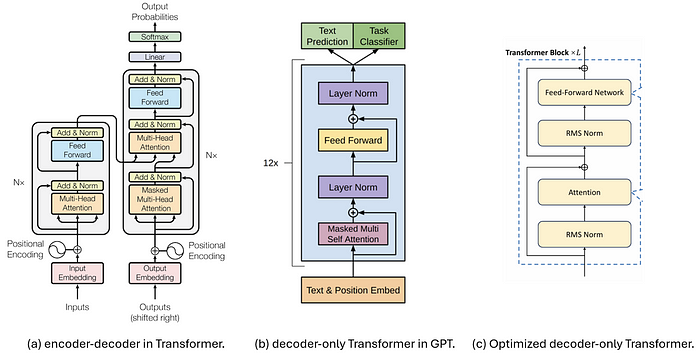 Output
Probabilities
Softmax
Linear
Add & Norm
Feed
Forward
Add & Norm
Multi-Head
Attention
Add & Norm
Masked
Multi-Head
Attention
Nx
Add & Norm
Feed
Forward
Add & Norm
Multi-Head
Attention
Nx
Positional
Encoding
Positional
Encoding
Input
Embedding
Output
Embedding
Inputs
Outputs
(shifted right)
(a) encoder-decoder in Transformer.
Text
Prediction
Task
Classifier
Layer Norm
Feed Forward
12x
Layer Norm
Masked Multi
Self Attention
Text & Position Embed
(b) decoder-only Transformer in GPT.
Transformer Block ×L
Feed-Forward Network
RMS Norm
Attention
RMS Norm
(c) Optimized decoder-only Transformer.